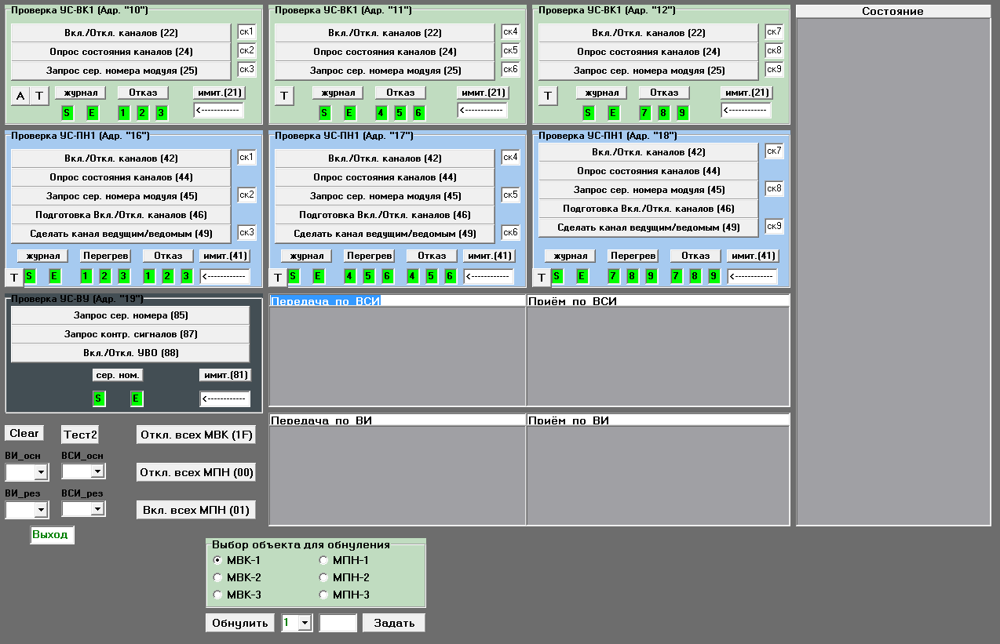 Проверка УС-ВК1 (Адр. "10")
Вкл./Откл. каналов (22)
ск1
Опрос состояния каналов (24)
ск2
Запрос сер. номера модуля (25)
ск3
А Т журнал Отказ имит.(21)
S E 1 2 3 <------------
Проверка УС-ВК1 (Адр. "11")
Вкл./Откл. каналов (22)
ск4
Опрос состояния каналов (24)
ск5
Запрос сер. номера модуля (25)
ск6
Т журнал Отказ имит.(21)
S E 4 5 6 <------------
Проверка УС-ВК1 (Адр. "12")
Вкл./Откл. каналов (22)
ск7
Опрос состояния каналов (24)
ск8
Запрос сер. номера модуля (25)
ск9
Т журнал Отказ имит.(21)
S E 7 8 9 <------------
Состояние
Проверка УС-ПН1 (Адр. "16")
Вкл./Откл. каналов (42)
ск1
Опрос состояния каналов (44)
Запрос сер. номера модуля (45)
ск2
Подготовка Вкл./Откл. каналов (46)
Сделать канал ведущим/ведомым (49)
ск3
журнал Перегрев Отказ имит.(41)
Т S E 1 2 3 1 2 3 <------------
Проверка УС-ПН1 (Адр. "17")
Вкл./Откл. каналов (42)
ск4
Опрос состояния каналов (44)
Запрос сер. номера модуля (45)
ск5
Подготовка Вкл./Откл. каналов (46)
Сделать канал ведущим/ведомым (49)
ск6
журнал Перегрев Отказ имит.(41)
Т S E 4 5 6 4 5 6 <------------
Проверка УС-ПН1 (Адр. "18")
Вкл./Откл. каналов (42)
ск7
Опрос состояния каналов (44)
Запрос сер. номера модуля (45)
ск8
Подготовка Вкл./Откл. каналов (46)
Сделать канал ведущим/ведомым (49)
ск9
журнал Перегрев Отказ имит.(41)
Т S E 7 8 9 7 8 9 <------------
Проверка УС-ВУ (Адр. "19")
Запрос сер. номера (85)
Запрос контр. сигналов (87)
Вкл./Откл. УВО (88)
сер. ном. имит.(81)
S E <------------
Передача по ВСИ
Приём по ВСИ
Передача по ВИ
Приём по ВИ
Clear Тест2 Откл. всех МВК (1F)
ВИ_осн ВСИ_осн
Откл. всех МПН (00)
ВИ_рез ВСИ_рез
Вкл. всех МПН (01)
Выход
Выбор объекта для обнуления
МВК-1 МПН-1
МВК-2 МПН-2
МВК-3 МПН-3
Обнулить 1 Задать